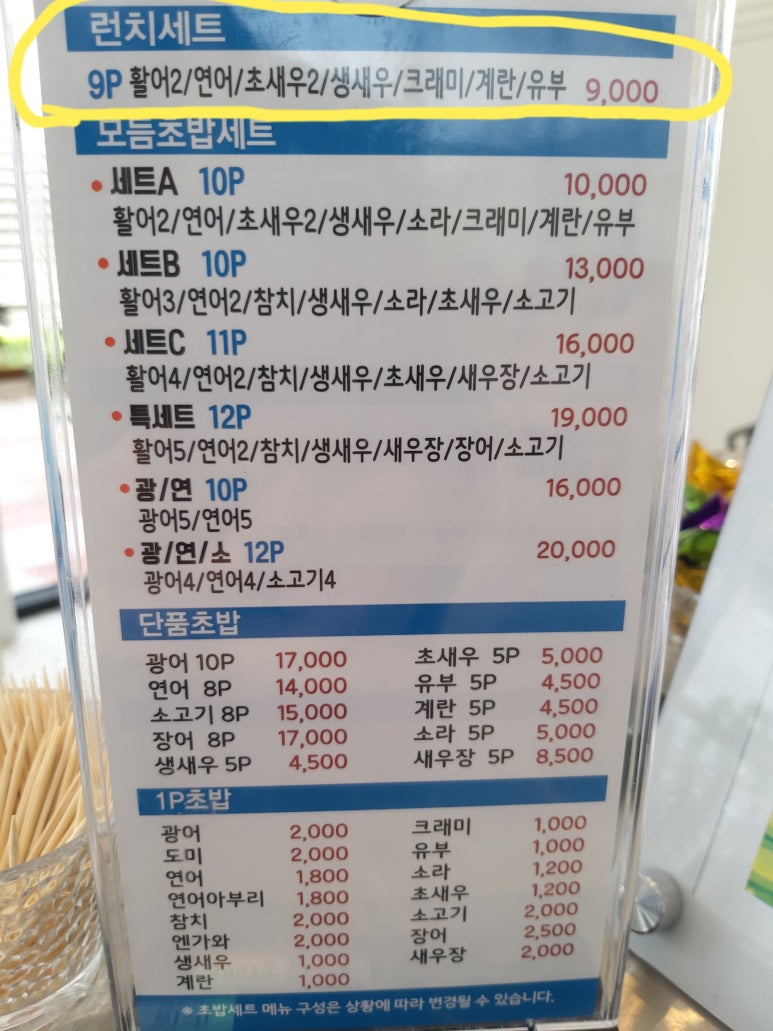 런치세트
9P 활어2/연어/초새우2/생새우/크래미/계란/유부 9,000
모듬초밥세트
• 세트A 10P 10,000
활어2/연어/초새우2/생새우/소라/크래미/계란/유부
• 세트B 10P 13,000
활어3/연어2/참치/생새우/소라/초새우/소고기
• 세트C 11P 16,000
활어4/연어2/참치/생새우/초새우/새우장/소고기
• 특세트 12P 19,000
활어5/연어2/참치/생새우/새우장/장어/소고기
• 광/연 10P 16,000
광어5/연어5
• 광/연/소 12P 20,000
광어4/연어4/소고기4
단품초밥
광어 10P 17,000
연어 8P 14,000
소고기 8P 15,000
장어 8P 17,000
생새우 5P 4,500
초새우 5P 5,000
유부 5P 4,500
계란 5P 4,500
소라 5P 5,000
새우장 5P 8,500
1P초밥
광어 2,000
도미 2,000
연어 1,800
연어아부리 1,800
참치 2,000
엔가와 2,000
생새우 1,000
계란 1,000
크래미 1,000
유부 1,000
소라 1,200
초새우 1,200
소고기 2,000
장어 2,500
새우장 2,000
※ 초밥세트 메뉴 구성은 상황에 따라 변경될 수 있습니다.